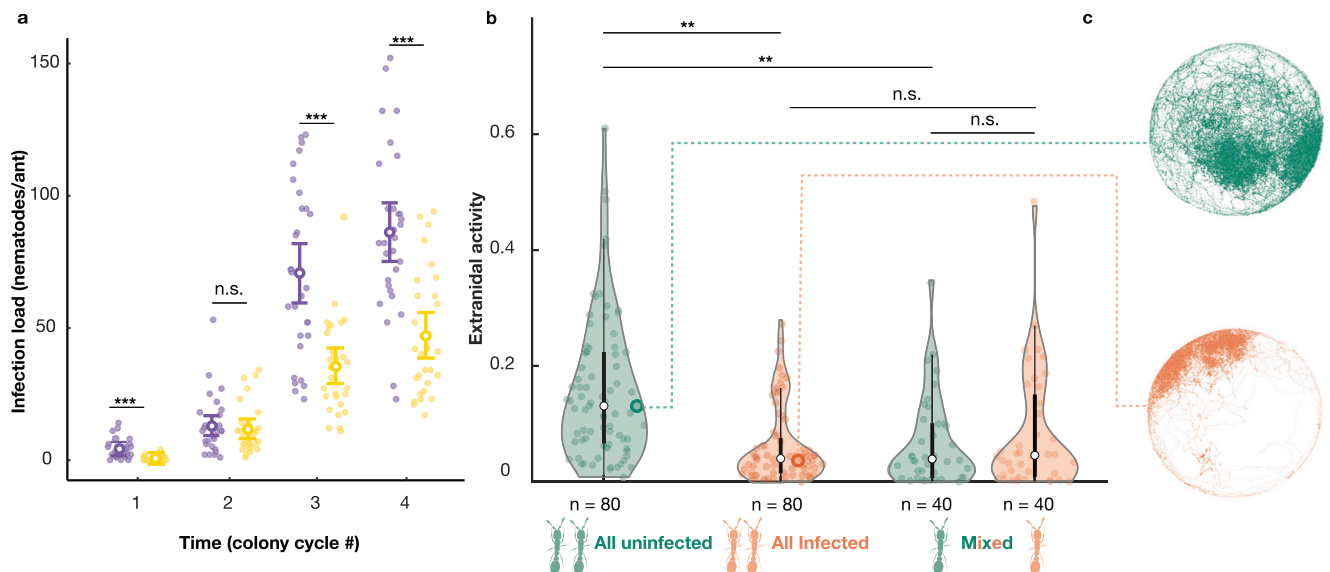 a
Infection load (nematodes/ant)
150
100
50
0
***
n.s.
***
***
1
2
3
4
Time (colony cycle #)
b
Extranidal activity
0.6
0.4
0.2
0
**
**
n.s.
n.s.
n = 80
n = 80
n = 40
n = 40
All uninfected
All Infected
Mixed
c